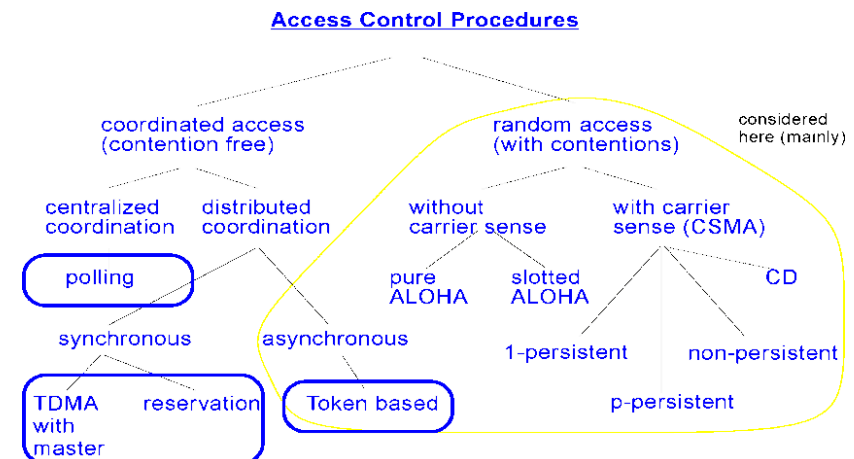 Access Control Procedures
coordinated access
(contention free)
random access
(with contentions)
considered
here (mainly)
centralized
coordination
distributed
coordination
without
carrier sense
with carrier
sense (CSMA)
polling
pure
ALOHA
slotted
ALOHA
CD
synchronous
asynchronous
1-persistent
non-persistent
TDMA
with
master
reservation
Token based
p-persistent